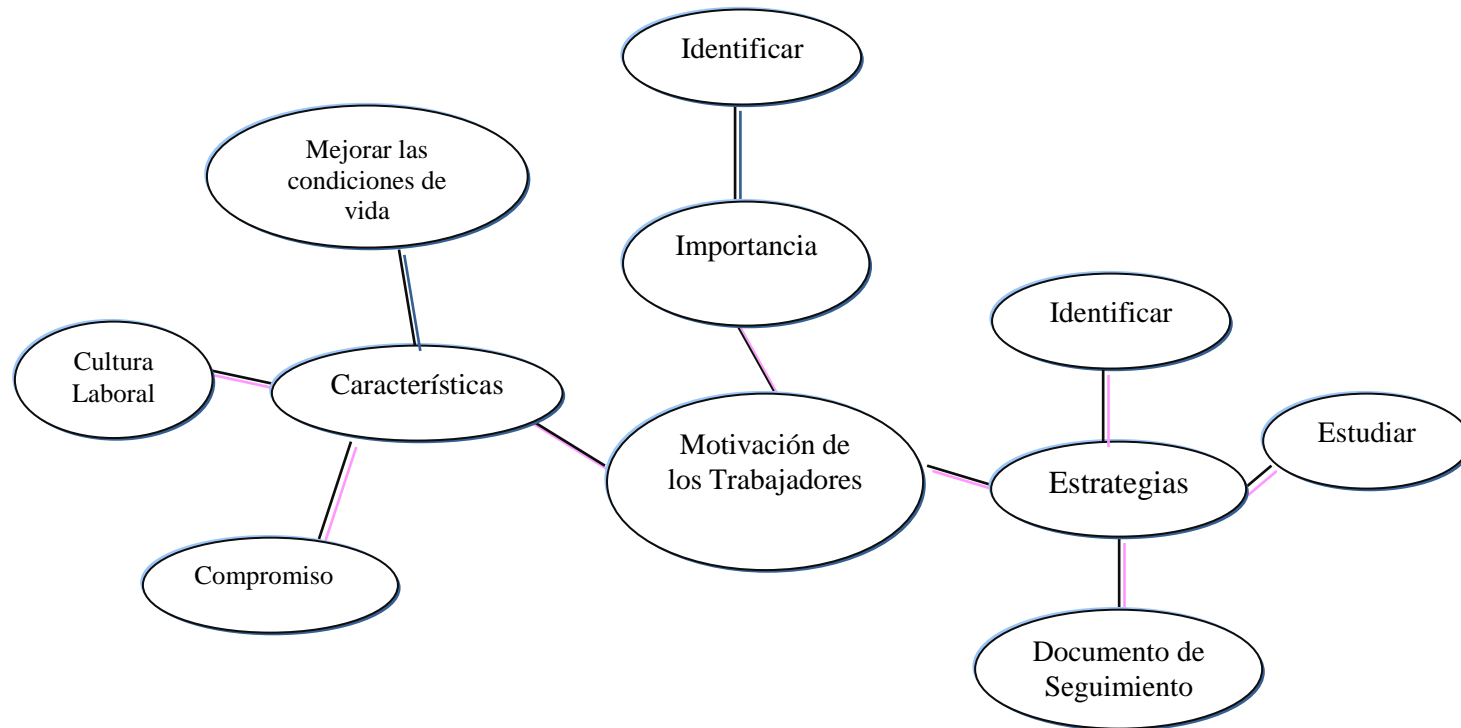 Identificar
Mejorar las
condiciones de
vida
Importancia
Identificar
Cultura
Laboral
Características
Estudiar
Motivación de
los Trabajadores
Estrategias
Compromiso
Documento de
Seguimiento